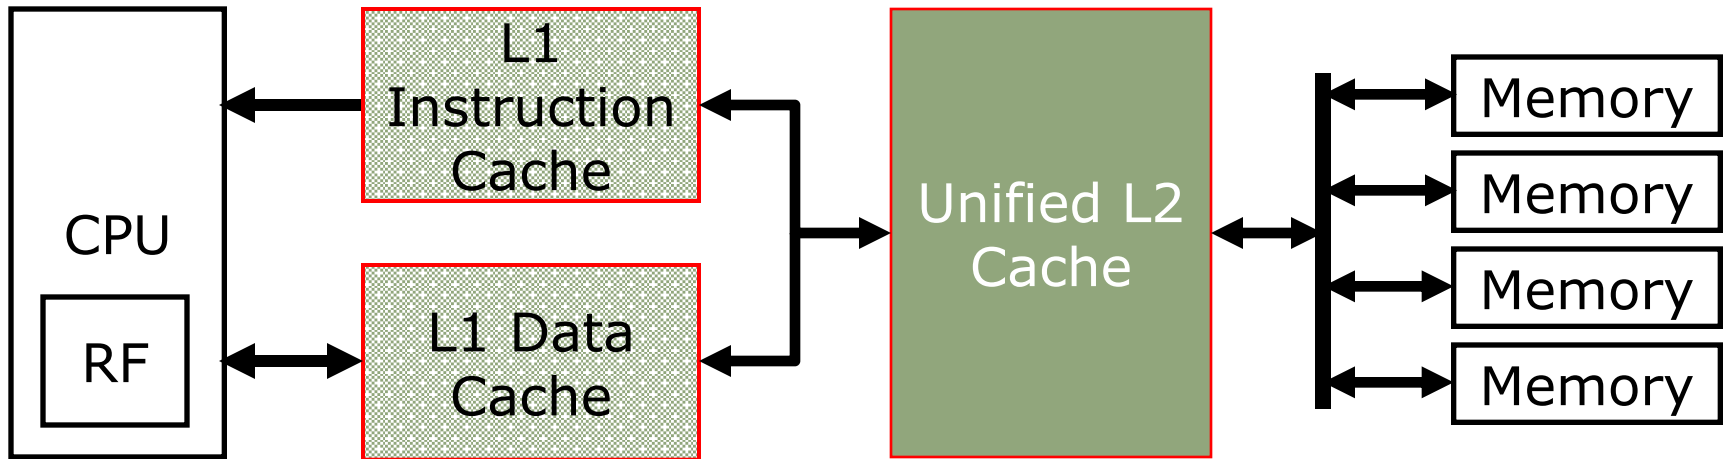 CPU
RF
L1
Instruction
Cache
L1 Data
Cache
Unified L2
Cache
Memory
Memory
Memory
Memory